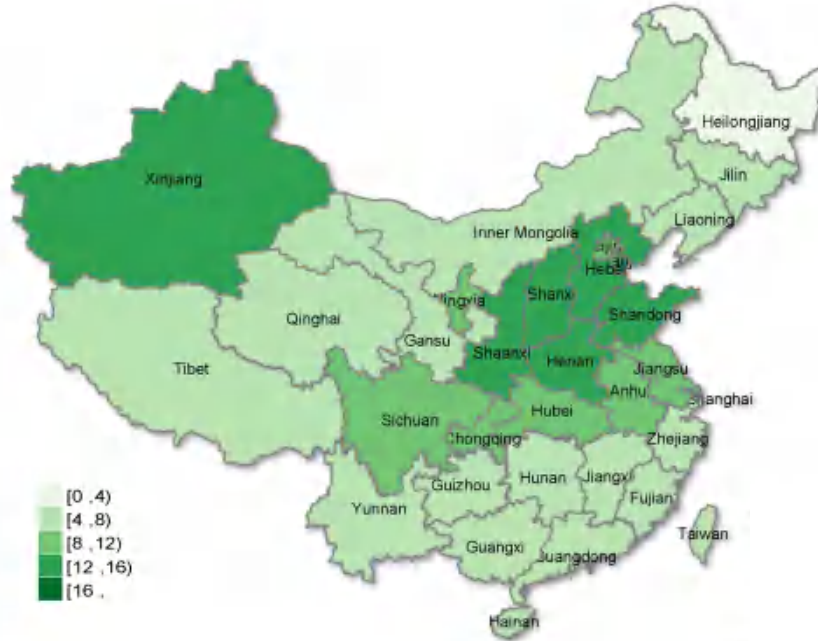 Heilongjiang
Jilin
Xinjiang
Liaoning
Inner Mongolia
Hebei
Shanxi
Ningxia
Shandong
Qinghai
Gansu
Shaanxi
Henan
Tibet
Jiangsu
Anhui
Shanghai
Sichuan
Hubei
Chongqing
Zhejiang
Hunan
Jiangxi
Guizhou
Fujian
Yunnan
Taiwan
Guangxi
Guangdong
Hainan
[0 ,4)
[4 ,8)
[8 ,12)
[12 ,16)
[16 ,